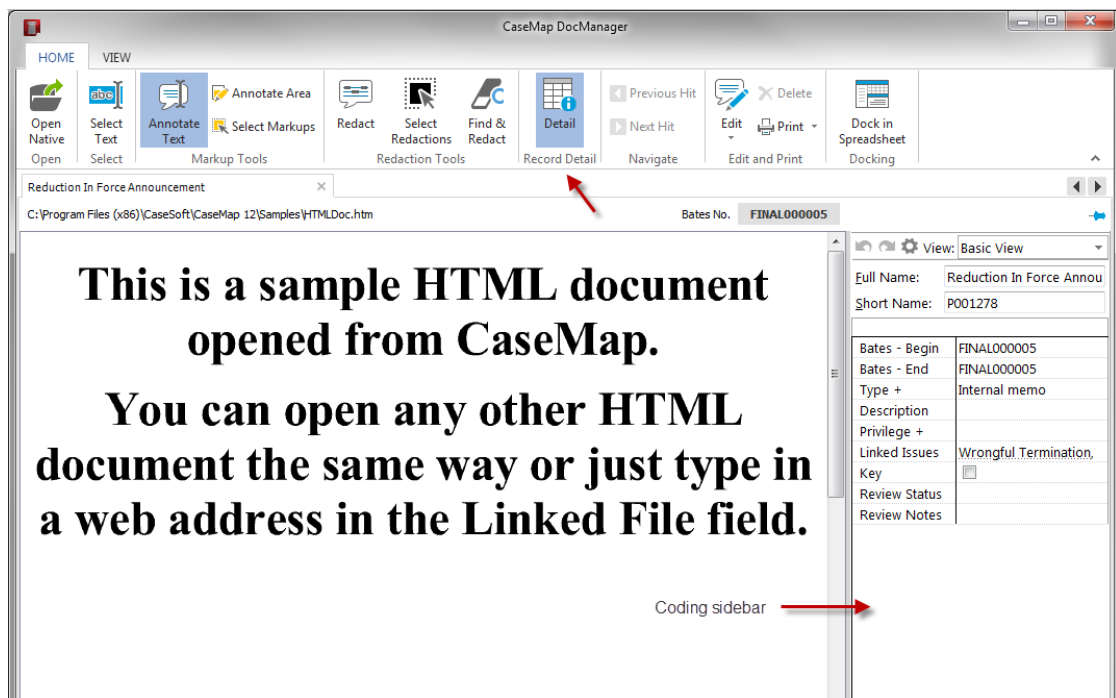 CaseMap DocManager
HOME VIEW
Open Native
Select Text
Annotate Text
Annotate Area
Select Markups
Redact
Select Redactions
Find & Redact
Detail
Previous Hit
Next Hit
Edit
Delete
Print
Dock in Spreadsheet
Open Select Markup Tools Redaction Tools Record Detail Navigate Edit and Print Docking
Reduction In Force Announcement
C:\Program Files (x86)\CaseSoft\CaseMap 12\Samples\HTMLDoc.htm Bates No. FINAL000005
View: Basic View
Full Name: Reduction In Force Annou
Short Name: P001278
Bates - Begin FINAL000005
Bates - End FINAL000005
Type + Internal memo
Description
Privilege +
Linked Issues Wrongful Termination,
Key
Review Status
Review Notes
This is a sample HTML document
opened from CaseMap.
You can open any other HTML
document the same way or just type in
a web address in the Linked File field.
Coding sidebar